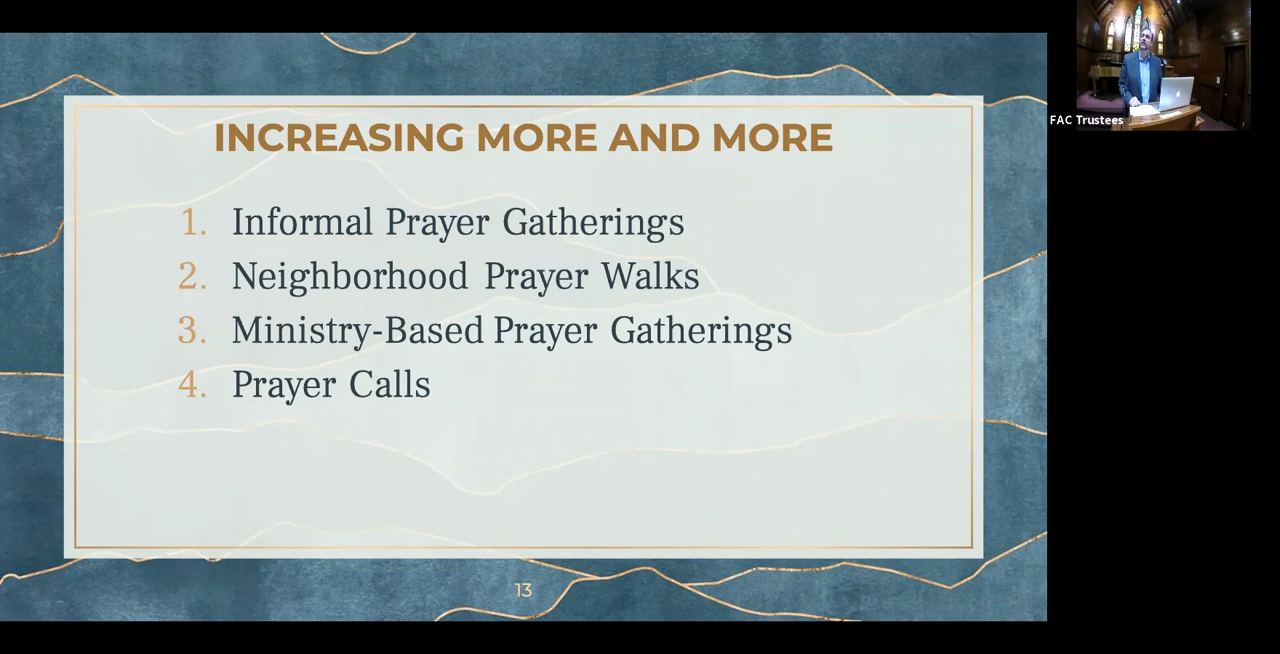 INCREASING MORE AND MORE
1. Informal Prayer Gatherings
2. Neighborhood Prayer Walks
3. Ministry-Based Prayer Gatherings
4. Prayer Calls
13
FAC Trustees